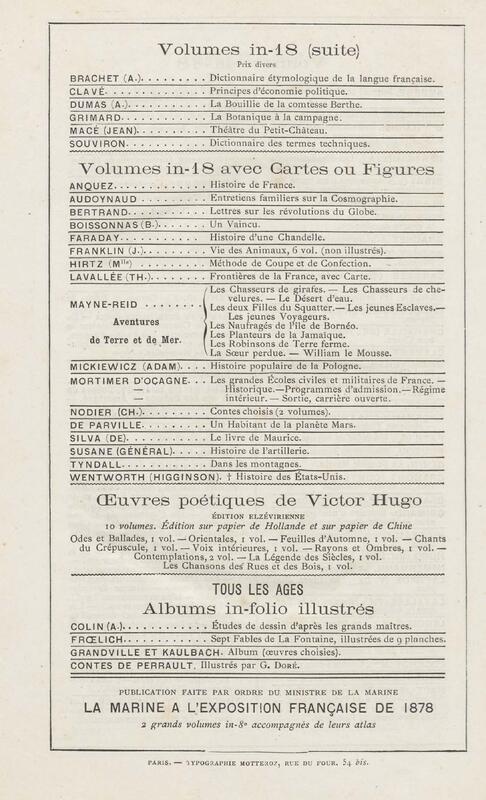 Volumes in-18 (suite)
Prix divers
BRACHET (A.). . . . . . . . . Dictionnaire étymologique de la langue française.
CLAVÉ. . . . . . . . . . . . . Principes d'économie politique.
DUMAS (A.). . . . . . . . . . La Bouillie de la comtesse Berthe.
GRIMARD. . . . . . . . . . . La Botanique à la campagne.
MACÉ (JEAN). . . . . . . . . Théâtre du Petit-Château.
SOUVIRON. . . . . . . . . . . Dictionnaire des termes techniques.
Volumes in-18 avec Cartes ou Figures
ANQUEZ. . . . . . . . . . . . Histoire de France.
AUDOYNAUD . . . . . . . . . . Entretiens familiers sur la Cosmographie.
BERTRAND. . . . . . . . . . . Lettres sur les révolutions du Globe.
BOISSONNAS (B.). . . . . . . Un Vaincu.
FARADAY. . . . . . . . . . . Histoire d'une Chandelle.
FRANKLIN (J.). . . . . . . . Vie des Animaux, 6 vol. (non illustrés).
HIRTZ (Mlle) . . . . . . . . Méthode de Coupe et de Confection.
LAVALLÉE (TH.). . . . . . . . Frontières de la France, avec Carte.
MAYNE-REID . . . . . . .
Aventures
de Terre et de Mer.
Les Chasseurs de girafes. — Les Chasseurs de che-
velures. — Le Désert d'eau.
Les deux Filles du Squatter. — Les jeunes Esclaves. —
Les jeunes Voyageurs.
Les Naufragés de l'île de Bornéo.
Les Planteurs de la Jamaïque.
Les Robinsons de Terre ferme.
La Sœur perdue. — William le Mousse.
MICKIEWICZ (ADAM). . . . . Histoire populaire de la Pologne.
MORTIMER D'OÇAGNE. . . Les grandes Écoles civiles et militaires de France. —
— Historique. — Programmes d'admission. — Régime
— intérieur. — Sortie, carrière ouverte.
NODIER (CH.). . . . . . . . . Contes choisis (2 volumes).
DE PARVILLE. . . . . . . . . Un Habitant de la planète Mars.
SILVA (DE). . . . . . . . . . Le livre de Maurice.
SUSANE (GÉNÉRAL). . . . . . Histoire de l'artillerie.
TYNDALL. . . . . . . . . . . Dans les montagnes.
WENTWORTH (HIGGINSON). † Histoire des États-Unis.
Œuvres poétiques de Victor Hugo
ÉDITION ELZÉVIRIENNE
10 volumes. Édition sur papier de Hollande et sur papier de Chine
Odes et Ballades, 1 vol. — Orientales, 1 vol. — Feuilles d'Automne, 1 vol. — Chants
du Crépuscule, 1 vol. — Voix intérieures, 1 vol. — Rayons et Ombres, 1 vol. —
Contemplations, 2 vol. — La Légende des Siècles, 1 vol.
Les Chansons des Rues et des Bois, 1 vol.
TOUS LES AGES
Albums in-folio illustrés
COLIN (A.). . . . . . . . . . Études de dessin d'après les grands maîtres.
FRŒLICH. . . . . . . . . . . Sept Fables de La Fontaine, illustrées de 9 planches.
GRANDVILLE ET KAULBACH. Album (œuvres choisies).
CONTES DE PERRAULT. Illustrés par G. DORÉ.
PUBLICATION FAITE PAR ORDRE DU MINISTRE DE LA MARINE
LA MARINE A L'EXPOSITION FRANÇAISE DE 1878
2 grands volumes in-8º accompagnés de leurs atlas
PARIS. — TYPOGRAPHIE MOTTEROZ, RUE DU FOUR, 54 bis.